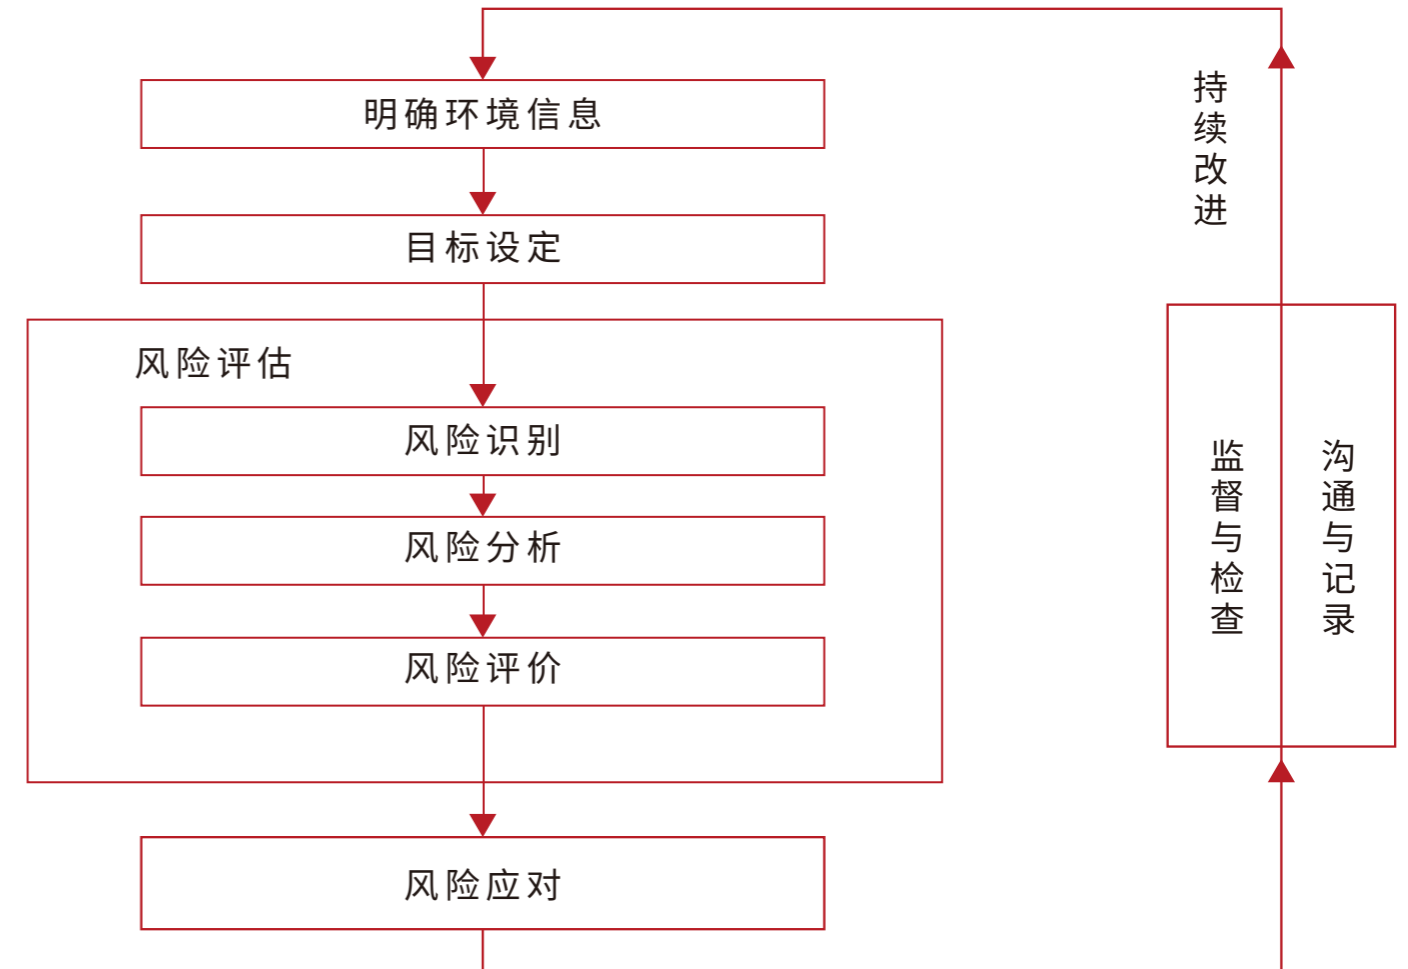 明确环境信息
目标设定
风险评估
风险识别
风险分析
风险评价
风险应对
持续改进
监督与检查
沟通与记录